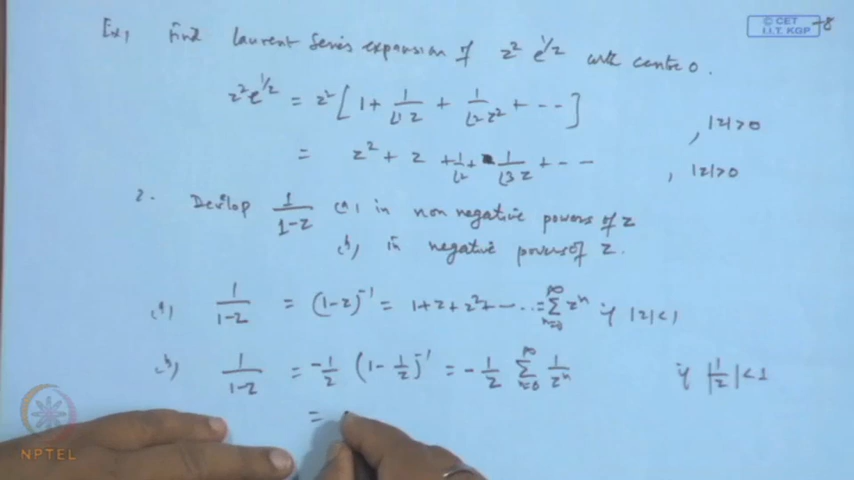 © CET
I.I.T. KGP
-8
Ex1 Find Laurent Series expansion of z² e^{1/z} with centre 0.
z² e^{1/z} = z² [ 1 + 1/(⌊1 z) + 1/(⌊2 z²) + --- ] , |z|>0
= z² + z + 1/⌊2 + 1/(⌊3 z) + --- , |z|>0
2. Develop 1/(1-z) (a) in non negative powers of z
(b) in negative powers of z.
(a) 1/(1-z) = (1-z)^{-1} = 1+z+z²+---- = ∑_{n=0}^{∞} z^n if |z|<1
(b) 1/(1-z) = -1/z (1 - 1/z)^{-1} = -1/z ∑_{n=0}^{∞} 1/z^n if |1/z|<1
=
NPTEL